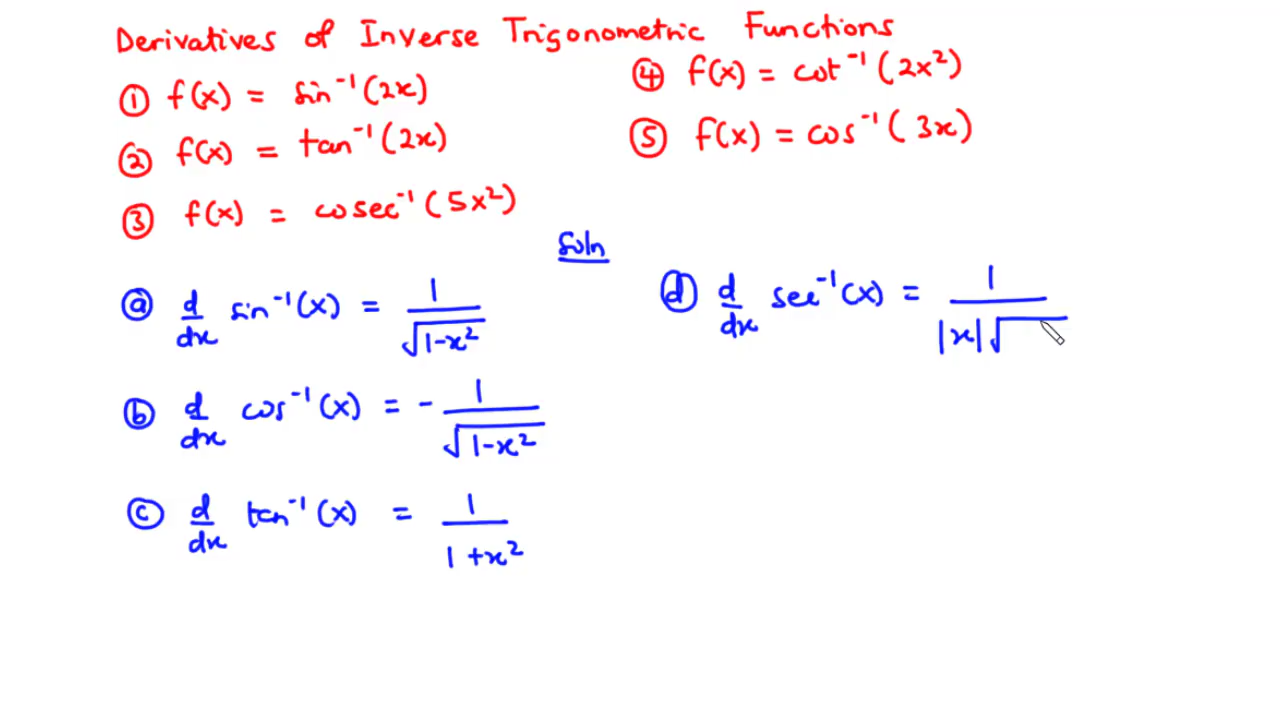 Derivatives of Inverse Trigonometric Functions
① f(x) = sin⁻¹(2x)
② f(x) = tan⁻¹(2x)
③ f(x) = cosec⁻¹(5x²)
④ f(x) = cot⁻¹(2x²)
⑤ f(x) = cos⁻¹(3x)
Soln
ⓐ d/dx sin⁻¹(x) = 1/√(1-x²)
ⓑ d/dx cos⁻¹(x) = - 1/√(1-x²)
ⓒ d/dx tan⁻¹(x) = 1/(1+x²)
ⓓ d/dx sec⁻¹(x) = 1/|x|√